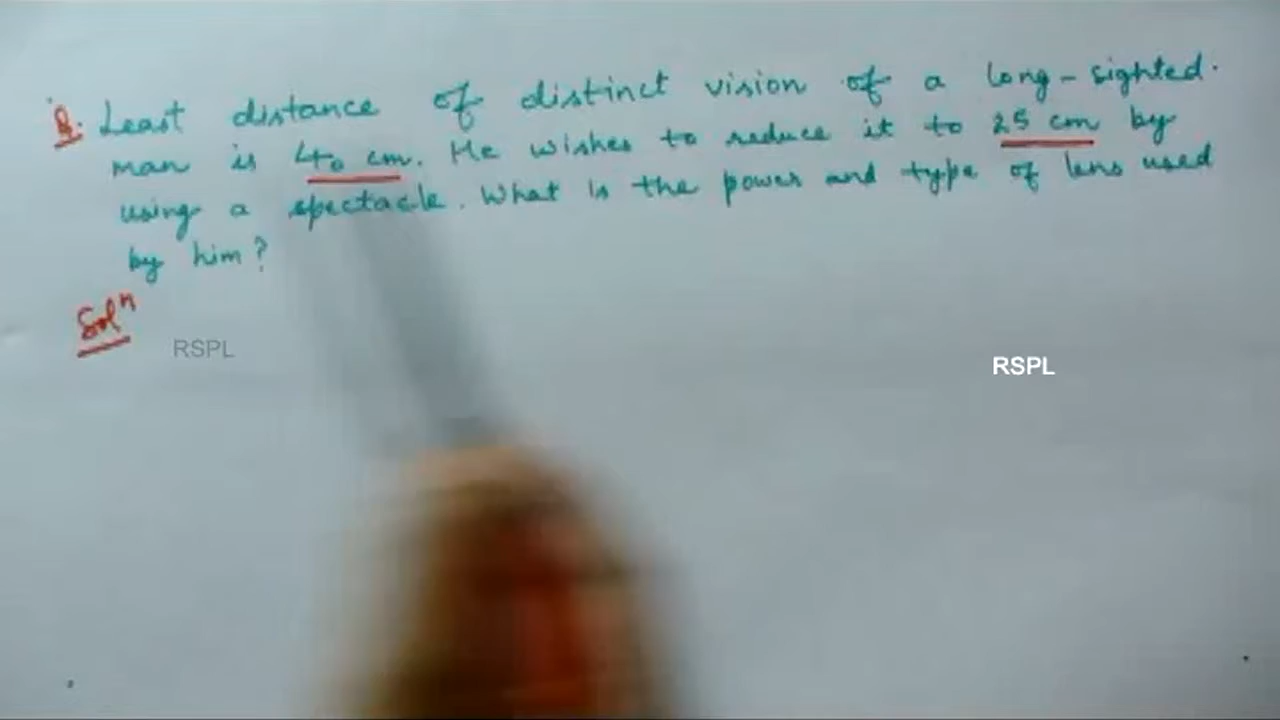 Q. Least distance of distinct vision of a long-sighted.
man is 40 cm. He wishes to reduce it to 25 cm by
using a spectacle. What is the power and type of lens used
by him?
Solⁿ
RSPL
RSPL